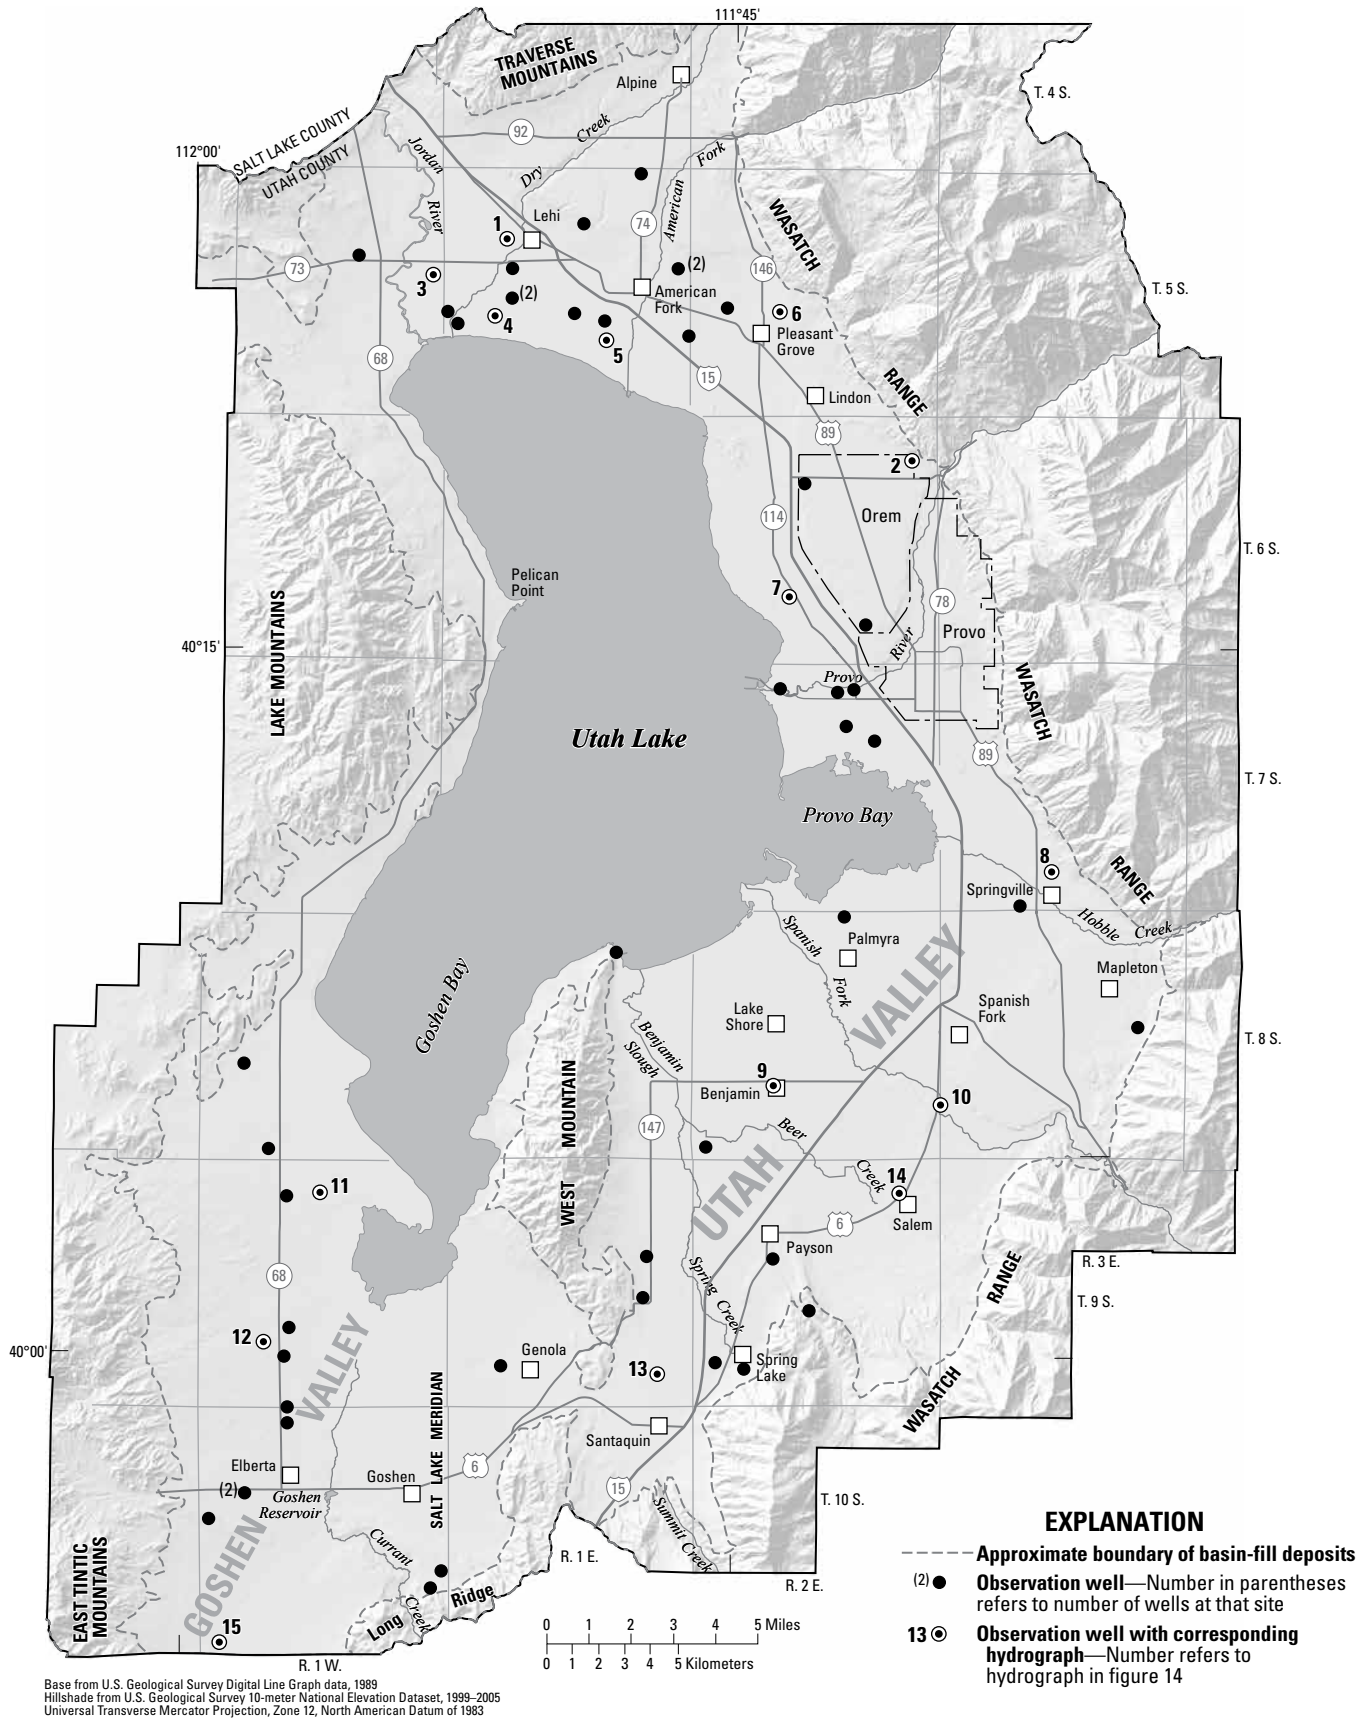 111°45'
TRAVERSE
MOUNTAINS
Alpine
T. 4 S.
SALT LAKE COUNTY
UTAH COUNTY
112°00'
92
Creek
Dry
Fork
American
Jordan
River
WASATCH
1
Lehi
74
73
3
(2)
146
(2)
4
American
Fork
6
T. 5 S.
5
Pleasant
Grove
68
15
RANGE
Lindon
89
2
Orem
114
T. 6 S.
Pelican
Point
7
78
Provo
LAKE MOUNTAINS
40°15'
River
Provo
WASATCH
Utah Lake
89
T. 7 S.
Provo Bay
8
RANGE
Springville
Hobble
Creek
Spanish
Fork
Palmyra
VALLEY
Mapleton
Goshen Bay
Lake
Shore
Spanish
Fork
Benjamin
Slough
T. 8 S.
WEST MOUNTAIN
9
Benjamin
10
147
Beer
Creek
UTAH
14
11
Salem
6
Payson
R. 3 E.
68
Spring Creek
RANGE
T. 9 S.
12
VALLEY
40°00'
Genola
13
Spring
Lake
WASATCH
SALT LAKE MERIDIAN
Santaquin
Elberta
Goshen
6
(2)
Goshen
Reservoir
15
T. 10 S.
GOSHEN
Currant
Creek
Summit Creek
EAST TINTIC
MOUNTAINS
R. 1 E.
R. 2 E.
Long
Ridge
15
R. 1 W.
0 1 2 3 4 5 Miles
0 1 2 3 4 5 Kilometers
EXPLANATION
Approximate boundary of basin-fill deposits
(2) Observation well—Number in parentheses
refers to number of wells at that site
13 Observation well with corresponding
hydrograph—Number refers to
hydrograph in figure 14
Base from U.S. Geological Survey Digital Line Graph data, 1989
Hillshade from U.S. Geological Survey 10-meter National Elevation Dataset, 1999–2005
Universal Transverse Mercator Projection, Zone 12, North American Datum of 1983